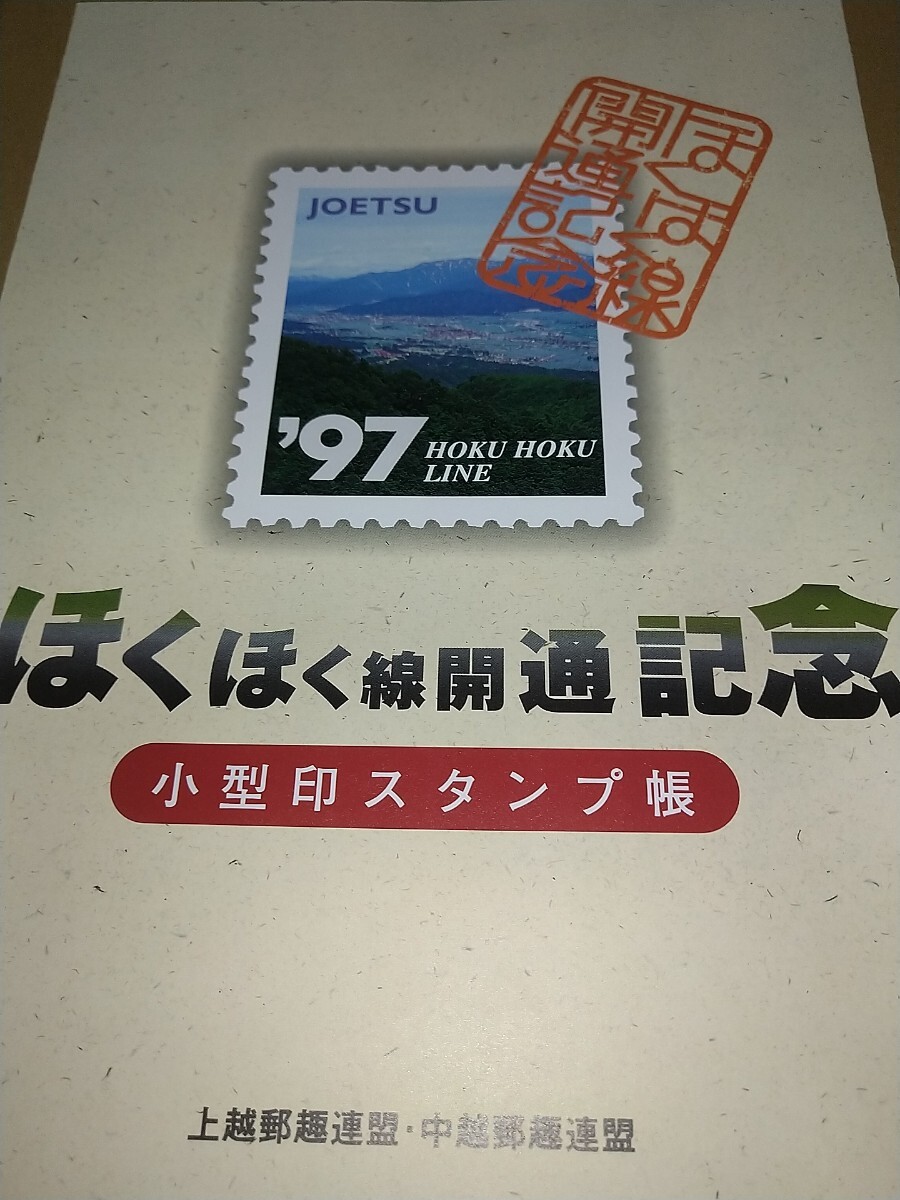 JOETSU
'97 HOKU HOKU
LINE
ほくほく線
開通記念
ほくほく線開通記念
小型印スタンプ帳
上越郵趣連盟・中越郵趣連盟